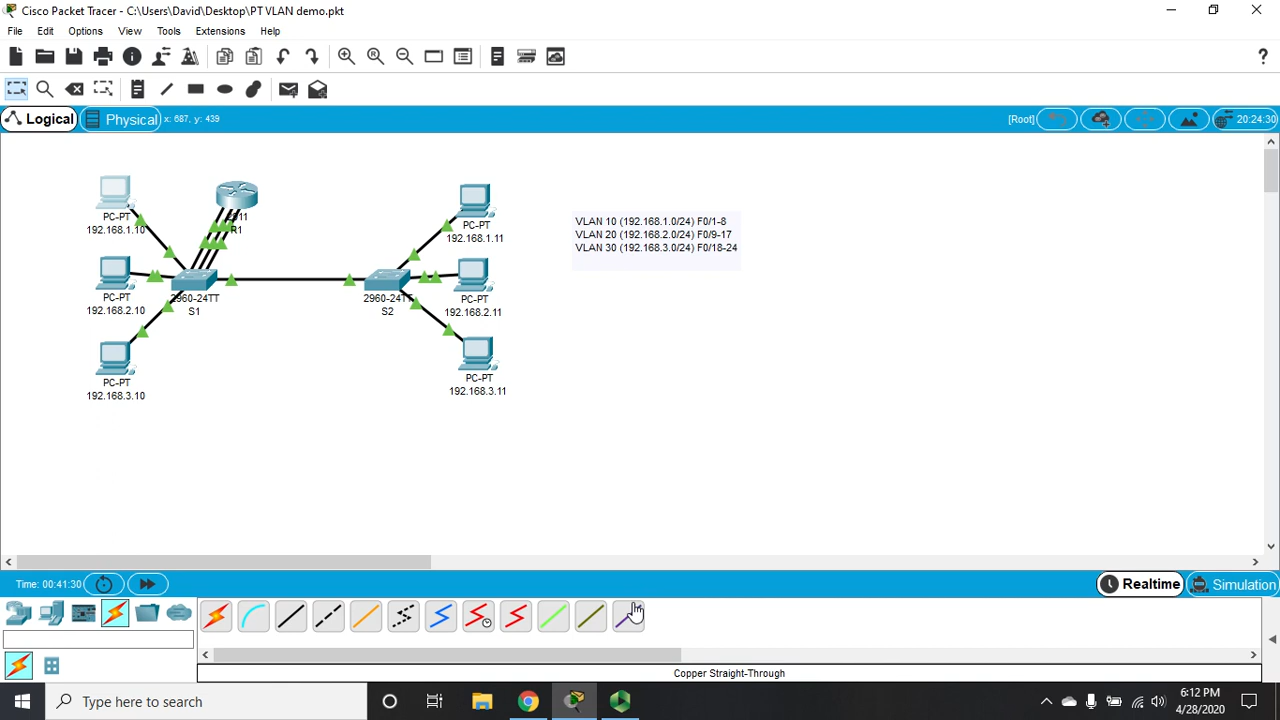 Cisco Packet Tracer - C:\Users\David\Desktop\PT VLAN demo.pkt
File Edit Options View Tools Extensions Help
?
Logical Physical x: 687, y: 439 [Root] 20:24:30
PC-PT
192.168.1.10
R1
PC-PT
192.168.1.11
VLAN 10 (192.168.1.0/24) F0/1-8
VLAN 20 (192.168.2.0/24) F0/9-17
VLAN 30 (192.168.3.0/24) F0/18-24
PC-PT
192.168.2.10
2960-24TT
S1
2960-24TT
S2
PC-PT
192.168.2.11
PC-PT
192.168.3.10
PC-PT
192.168.3.11
Time: 00:41:30 Realtime Simulation
Copper Straight-Through
Type here to search
6:12 PM
4/28/2020